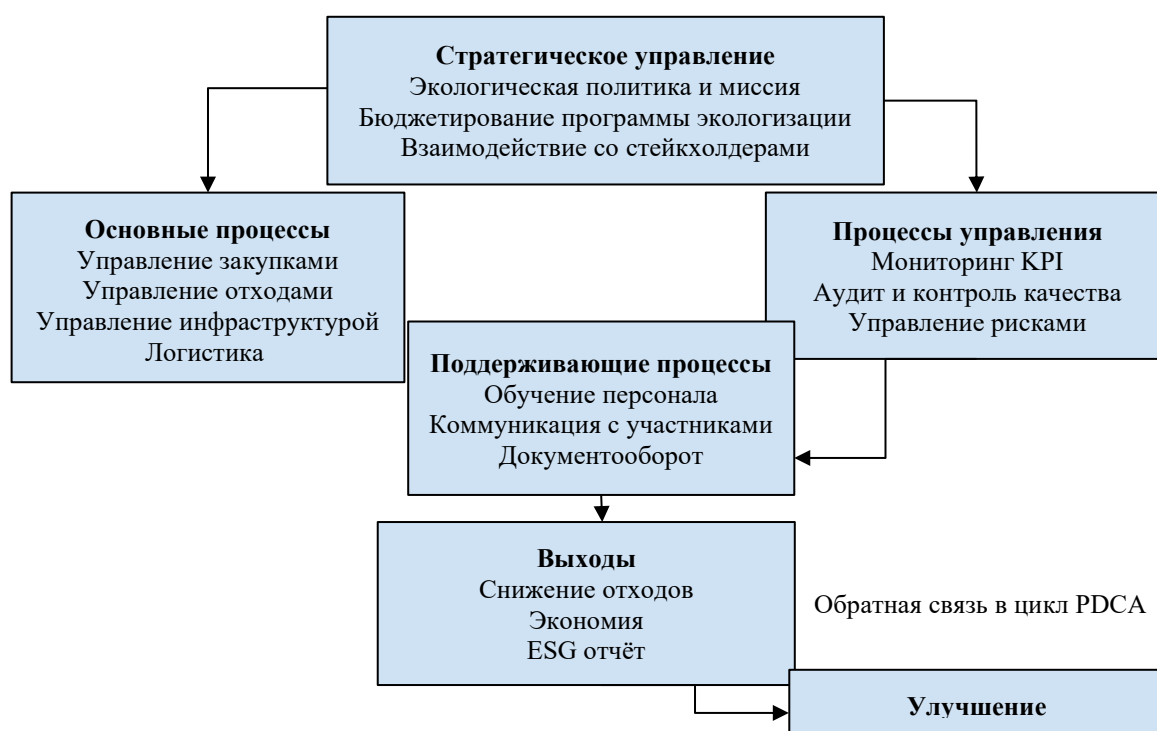 Стратегическое управление
Экологическая политика и миссия
Бюджетирование программы экологизации
Взаимодействие со стейкхолдерами
Основные процессы
Управление закупками
Управление отходами
Управление инфраструктурой
Логистика
Процессы управления
Мониторинг KPI
Аудит и контроль качества
Управление рисками
Поддерживающие процессы
Обучение персонала
Коммуникация с участниками
Документооборот
Выходы
Снижение отходов
Экономия
ESG отчёт
Обратная связь в цикл PDCA
Улучшение